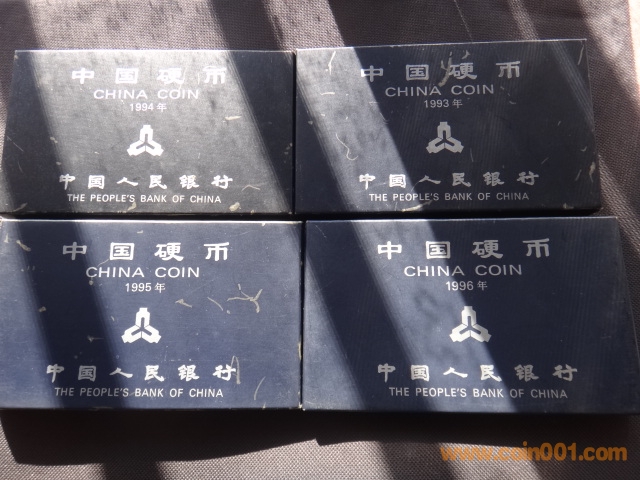 中国硬币
CHINA COIN
1994年
中国人民银行
THE PEOPLE'S BANK OF CHINA
中国硬币
CHINA COIN
1993年
中国人民银行
THE PEOPLE'S BANK OF CHINA
中国硬币
CHINA COIN
1995年
中国人民银行
THE PEOPLE'S BANK OF CHINA
中国硬币
CHINA COIN
1996年
中国人民银行
THE PEOPLE'S BANK OF CHINA
www.coin001.com